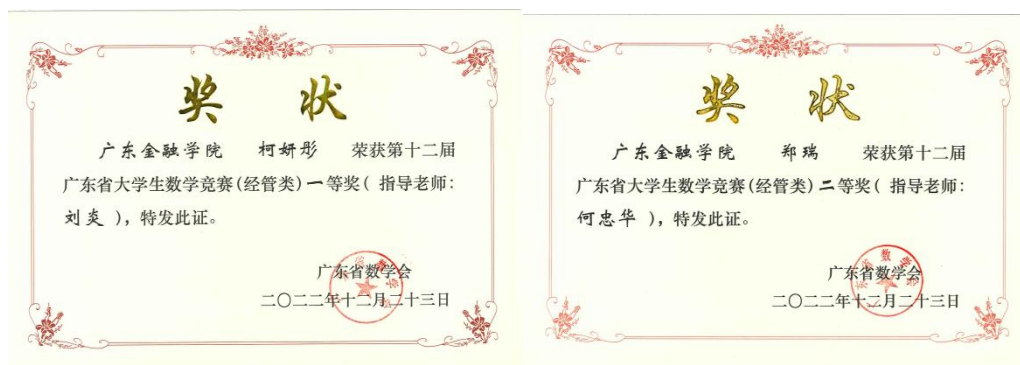 奖 状
广东金融学院 柯妍彤 荣获第十二届
广东省大学生数学竞赛(经管类)一等奖( 指导老师:
刘炎 ), 特发此证。
广东省数学会
二〇二二年十二月二十三日
奖 状
广东金融学院 郑瑞 荣获第十二届
广东省大学生数学竞赛(经管类)二等奖( 指导老师:
何忠华 ), 特发此证。
广东省数学会
二〇二二年十二月二十三日